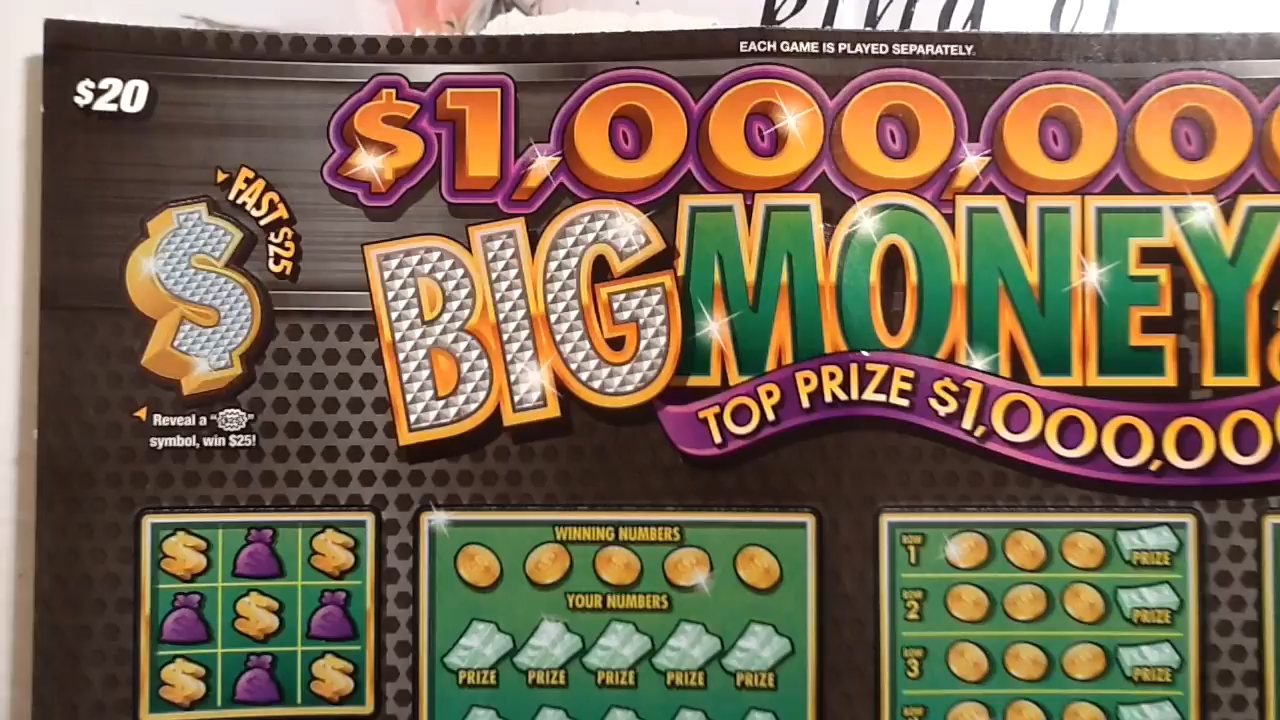 EACH GAME IS PLAYED SEPARATELY.
$20
$1,000,00
BIG MONEY
FAST $25
TOP PRIZE $1,000,00
Reveal a " "
symbol, win $25!
WINNING NUMBERS
YOUR NUMBERS
PRIZE PRIZE PRIZE PRIZE PRIZE
ROW 1 PRIZE
ROW 2 PRIZE
ROW 3 PRIZE